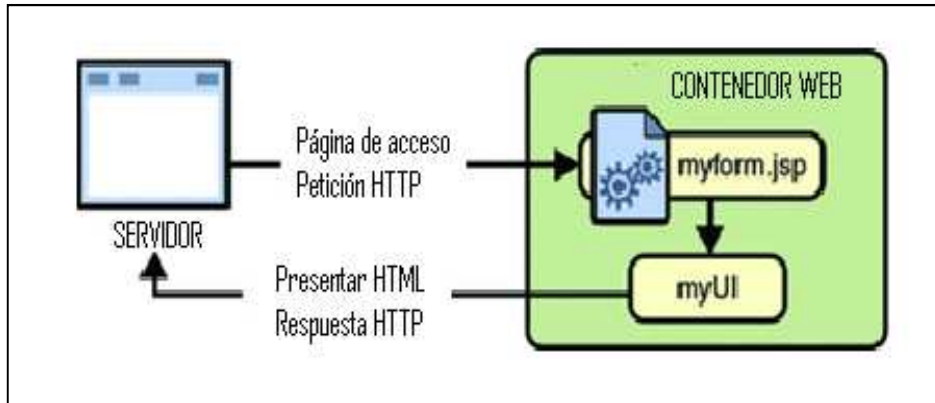 CONTENEDOR WEB
Página de acceso
Petición HTTP
myform.jsp
SERVIDOR
Presentar HTML
Respuesta HTTP
myUI